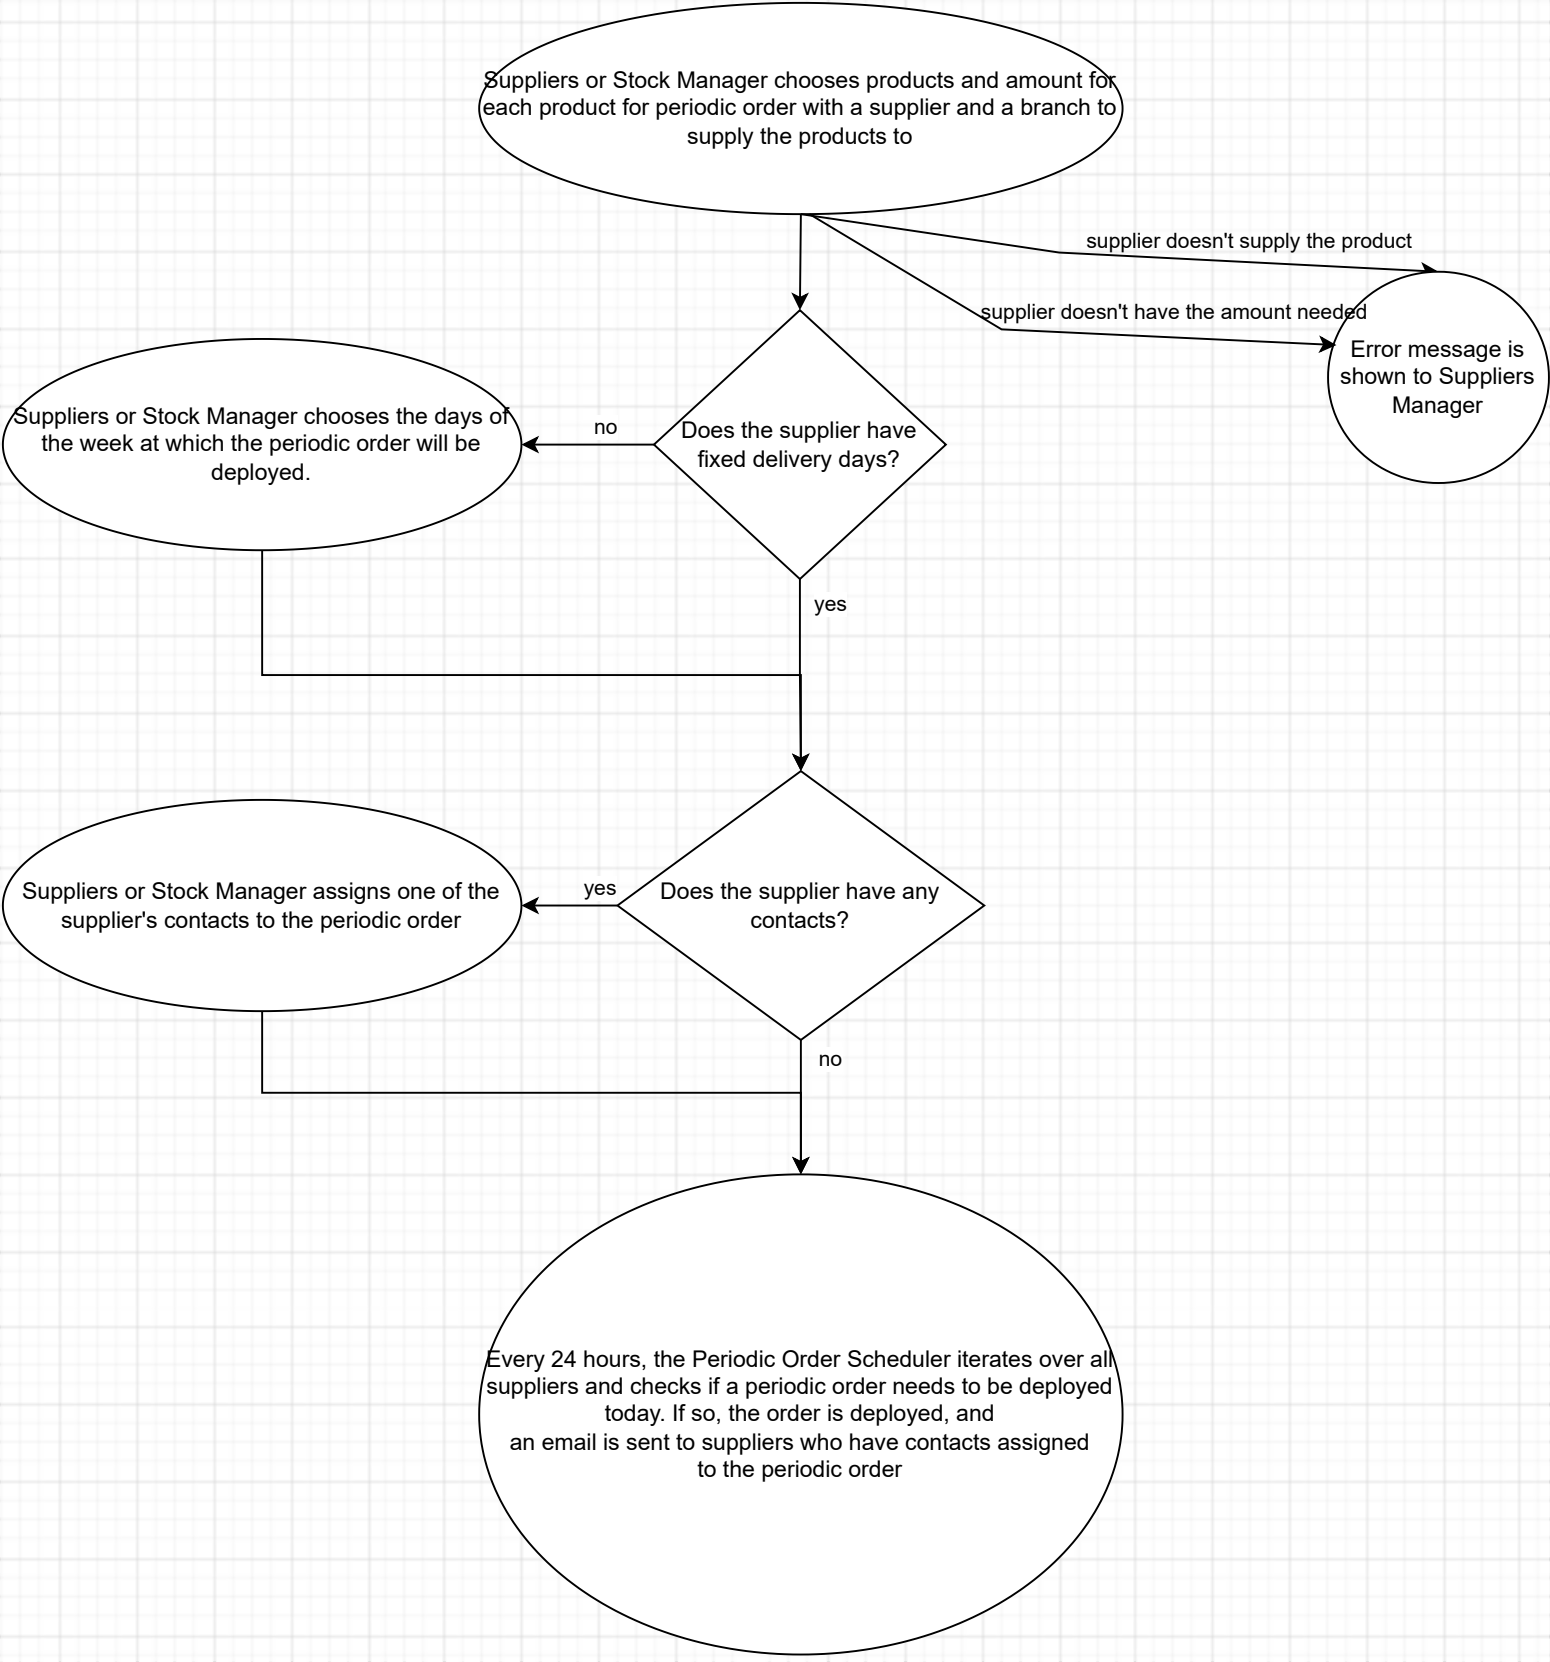 Suppliers or Stock Manager chooses products and amount for
each product for periodic order with a supplier and a branch to
supply the products to
supplier doesn't supply the product
supplier doesn't have the amount needed
Error message is
shown to Suppliers
Manager
Suppliers or Stock Manager chooses the days of
the week at which the periodic order will be
deployed.
no
Does the supplier have
fixed delivery days?
yes
Suppliers or Stock Manager assigns one of the
supplier's contacts to the periodic order
yes
Does the supplier have any
contacts?
no
Every 24 hours, the Periodic Order Scheduler iterates over all
suppliers and checks if a periodic order needs to be deployed
today. If so, the order is deployed, and
an email is sent to suppliers who have contacts assigned
to the periodic order